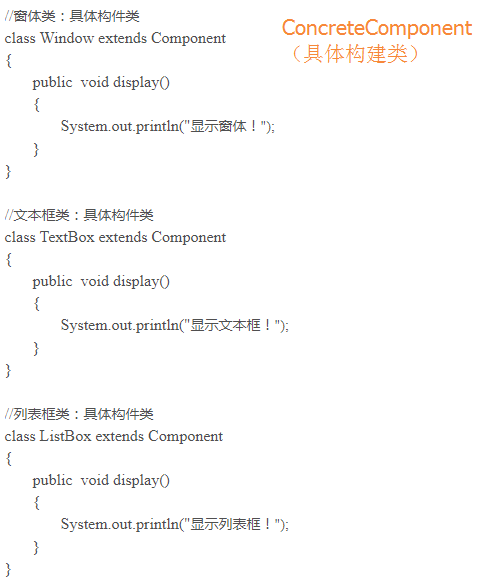 //窗体类：具体构件类
ConcreteComponent
（具体构建类）
class Window extends Component
{
public  void display()
{
System.out.println("显示窗体！");
}
}
//文本框类：具体构件类
class TextBox extends Component
{
public  void display()
{
System.out.println("显示文本框！");
}
}
//列表框类：具体构件类
class ListBox extends Component
{
public  void display()
{
System.out.println("显示列表框！");
}
}